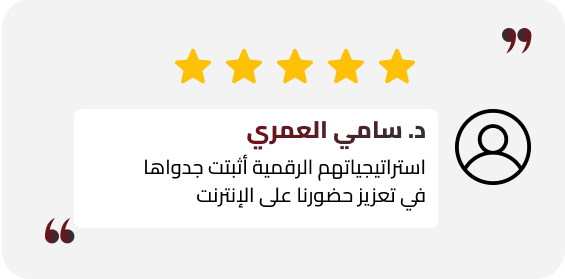 د. سامي العمري
استراتيجياتهم الرقمية أثبتت جدواها
في تعزيز حضورنا على الإنترنت